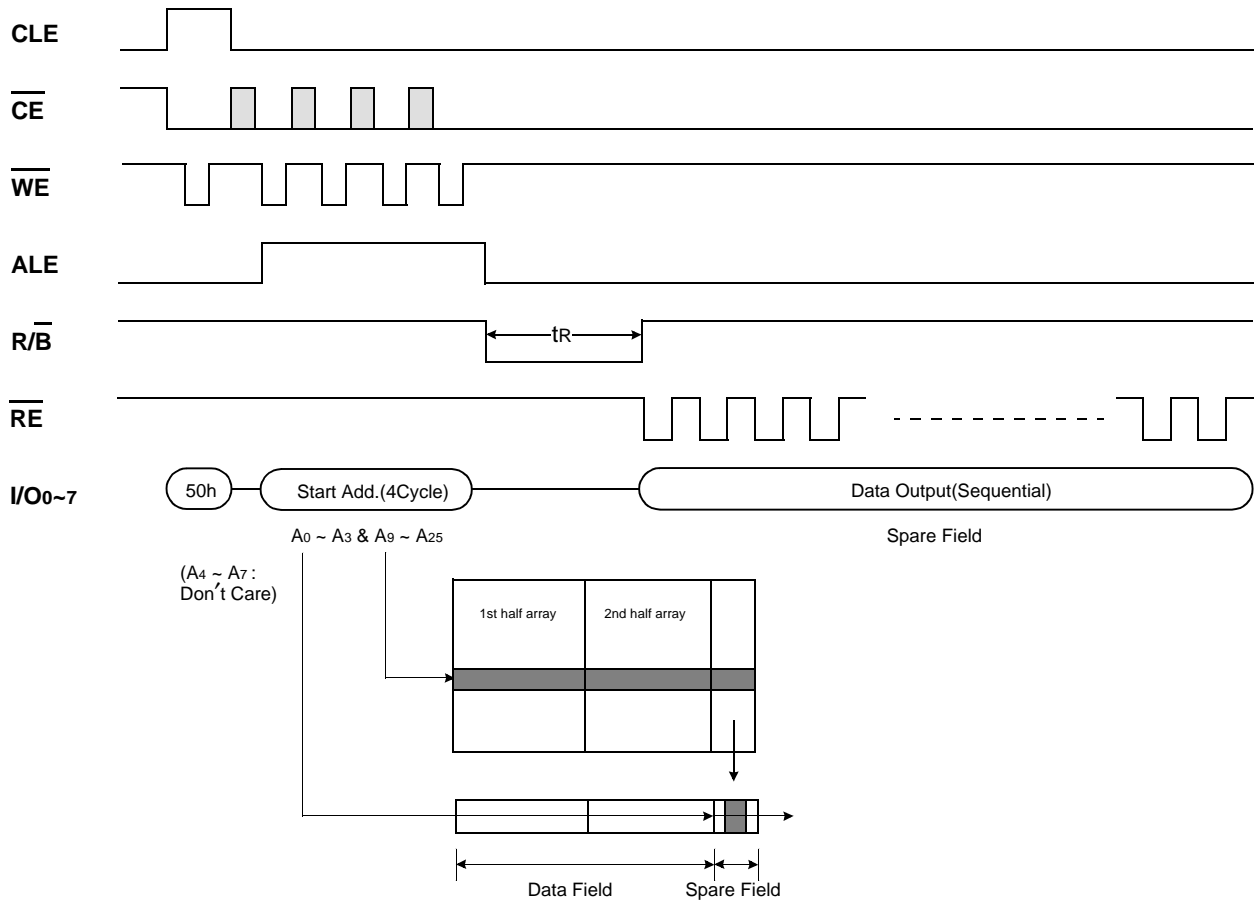 CLE
CE
WE
ALE
R/B
tR
RE
I/O0~7
50h
Start Add.(4Cycle)
Data Output(Sequential)
A0 ~ A3 & A9 ~ A25
Spare Field
(A4 ~ A7 :
Don't Care)
1st half array
2nd half array
Data Field
Spare Field